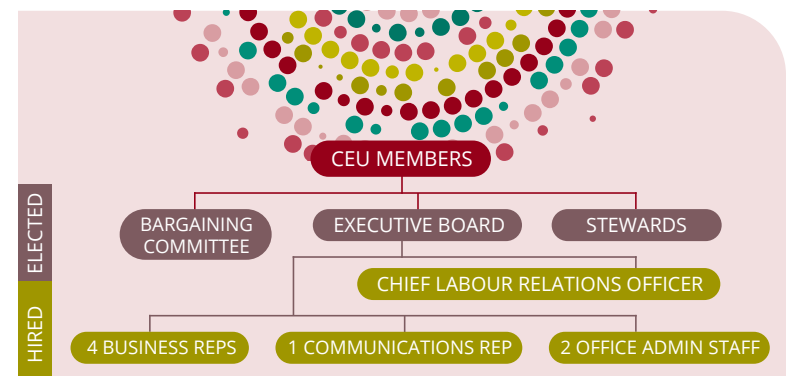 CEU MEMBERS
ELECTED
BARGAINING
COMMITTEE
EXECUTIVE BOARD
STEWARDS
CHIEF LABOUR RELATIONS OFFICER
HIRED
4 BUSINESS REPS
1 COMMUNICATIONS REP
2 OFFICE ADMIN STAFF